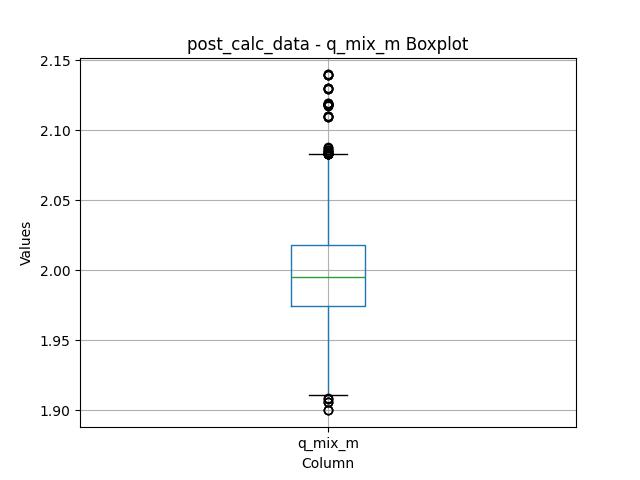 post_calc_data - q_mix_m Boxplot
2.15
2.10
2.05
2.00
1.95
1.90
Values
q_mix_m
Column